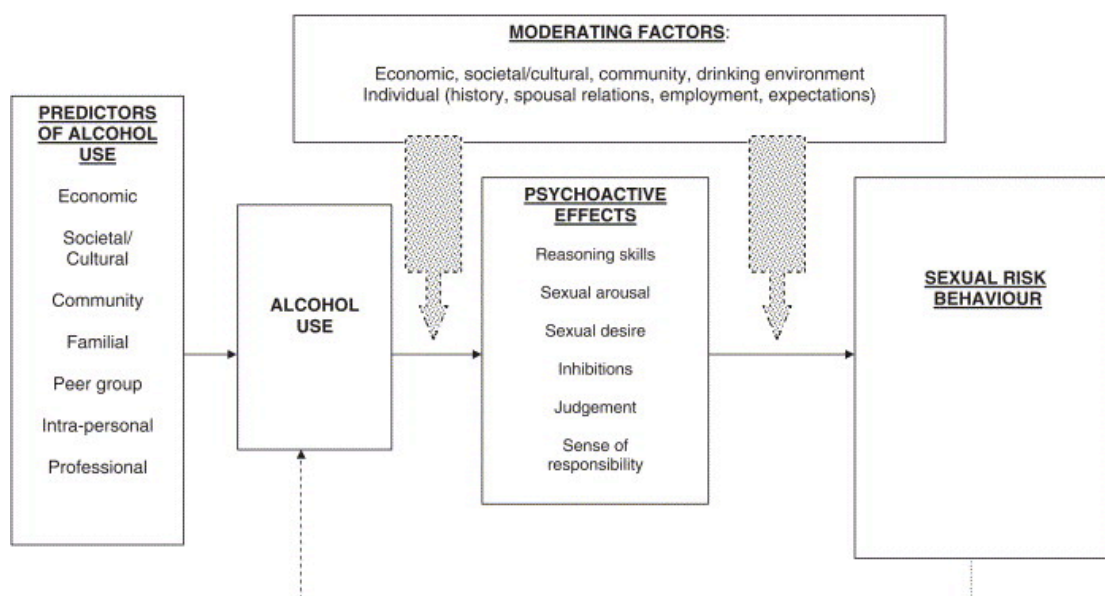 MODERATING FACTORS:
Economic, societal/cultural, community, drinking environment
Individual (history, spousal relations, employment, expectations)
PREDICTORS
OF ALCOHOL
USE
Economic
Societal/
Cultural
Community
Familial
Peer group
Intra-personal
Professional
ALCOHOL
USE
PSYCHOACTIVE
EFFECTS
Reasoning skills
Sexual arousal
Sexual desire
Inhibitions
Judgement
Sense of
responsibility
SEXUAL RISK
BEHAVIOUR